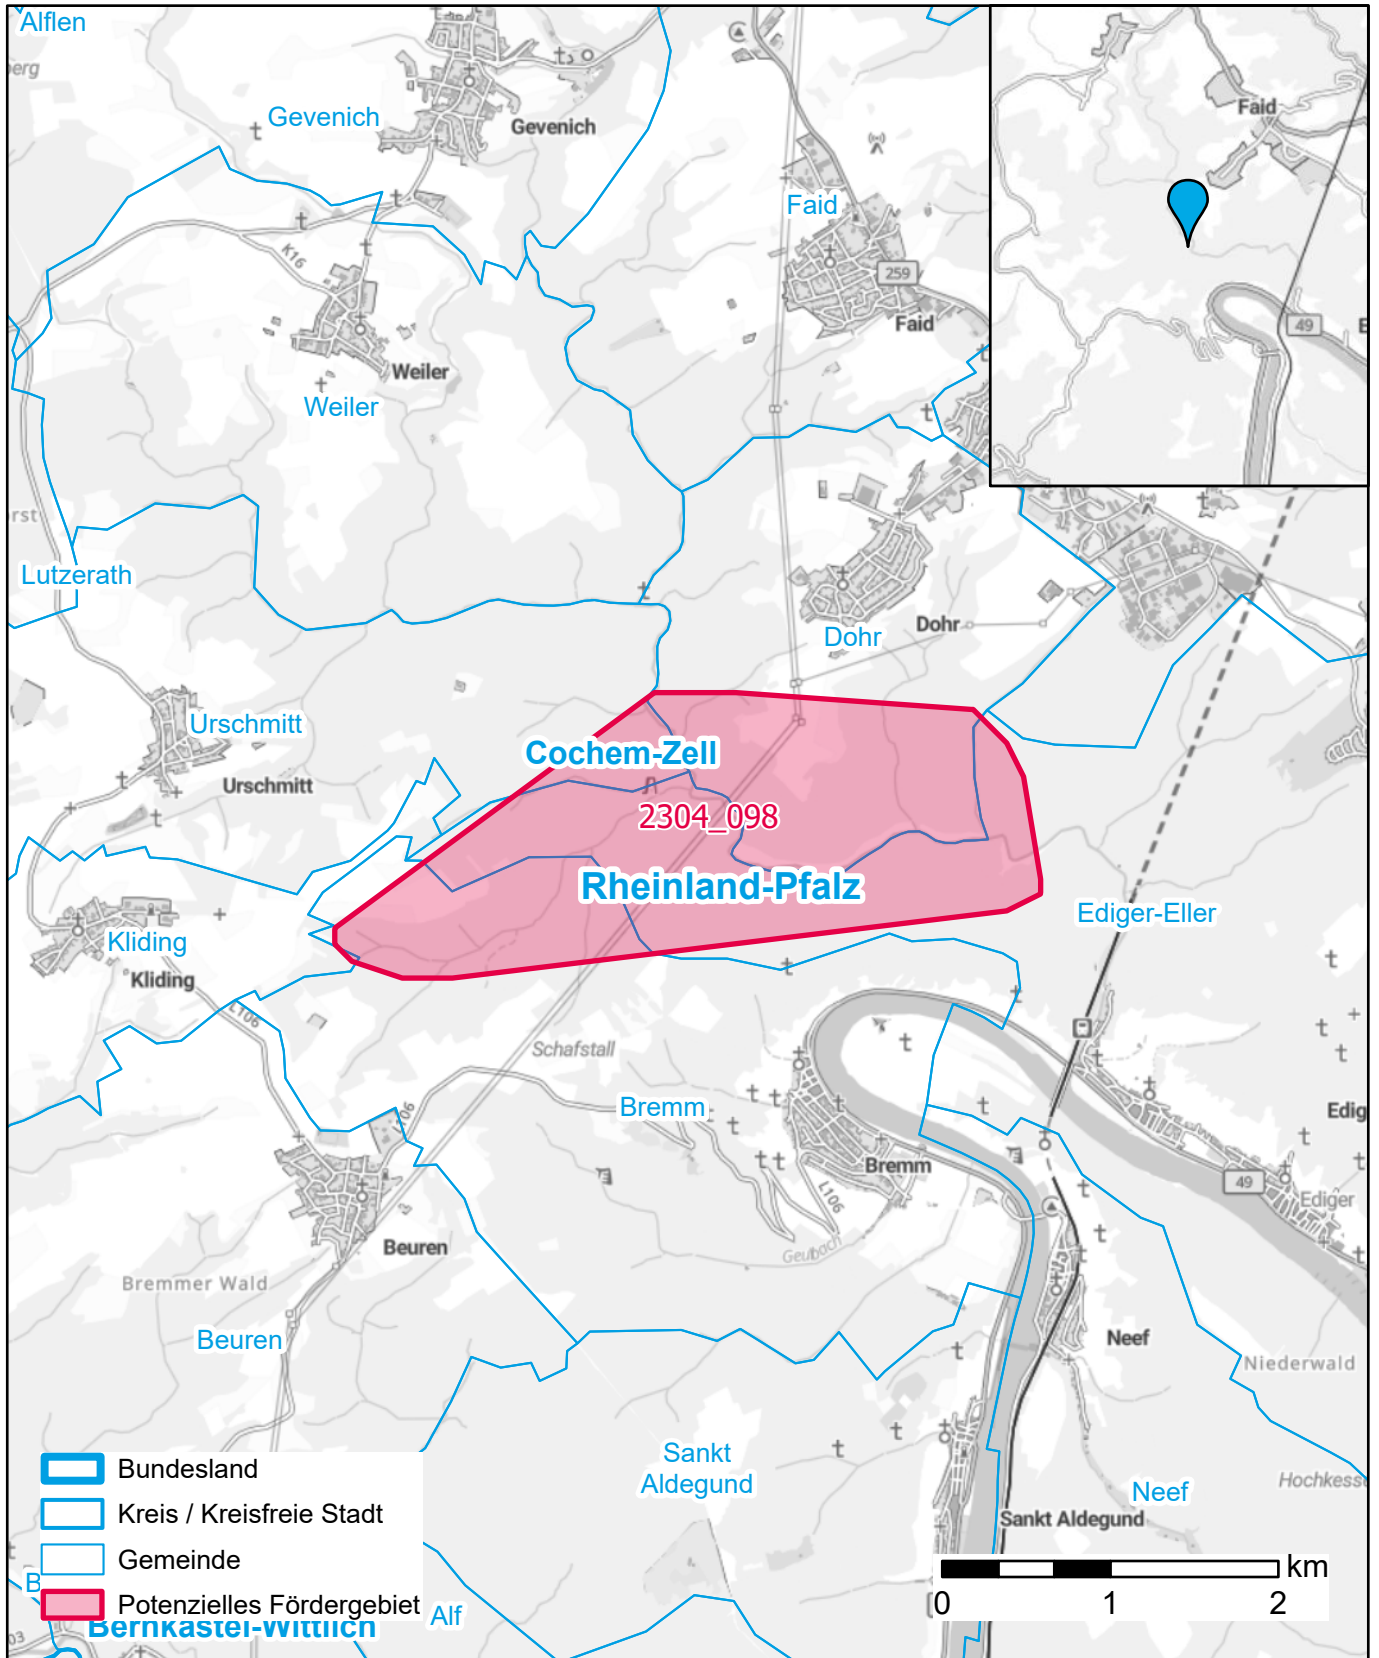 Alflen
Gevenich
Gevenich
Faid
Faid
259
Faid
49
K16
Weiler
Weiler
Lutzerath
Dohr
Dohr
Urschmitt
Urschmitt
Cochem-Zell
2304_098
Rheinland-Pfalz
Ediger-Eller
Kliding
Kliding
L106
Schafstall
Bremm
Bremm
L106
49
Ediger
Geubach
Beuren
Bremmer Wald
Beuren
Neef
Niederwald
Sankt
Aldegund
Neef
Hochkess
Sankt Aldegund
Bundesland
Kreis / Kreisfreie Stadt
Gemeinde
Potenzielles Fördergebiet
Bernkastel-Wittlich
Alf
km
0
1
2